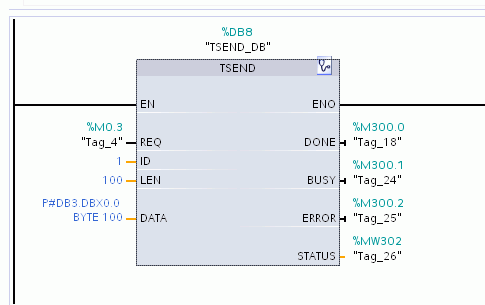 %DB8
"TSEND_DB"
TSEND
EN ENO
%M0.3 %M300.0
"Tag_4" REQ DONE "Tag_18"
1 ID %M300.1
100 LEN BUSY "Tag_24"
P#DB3.DBX0.0 %M300.2
BYTE 100 DATA ERROR "Tag_25"
%MW302
STATUS "Tag_26"